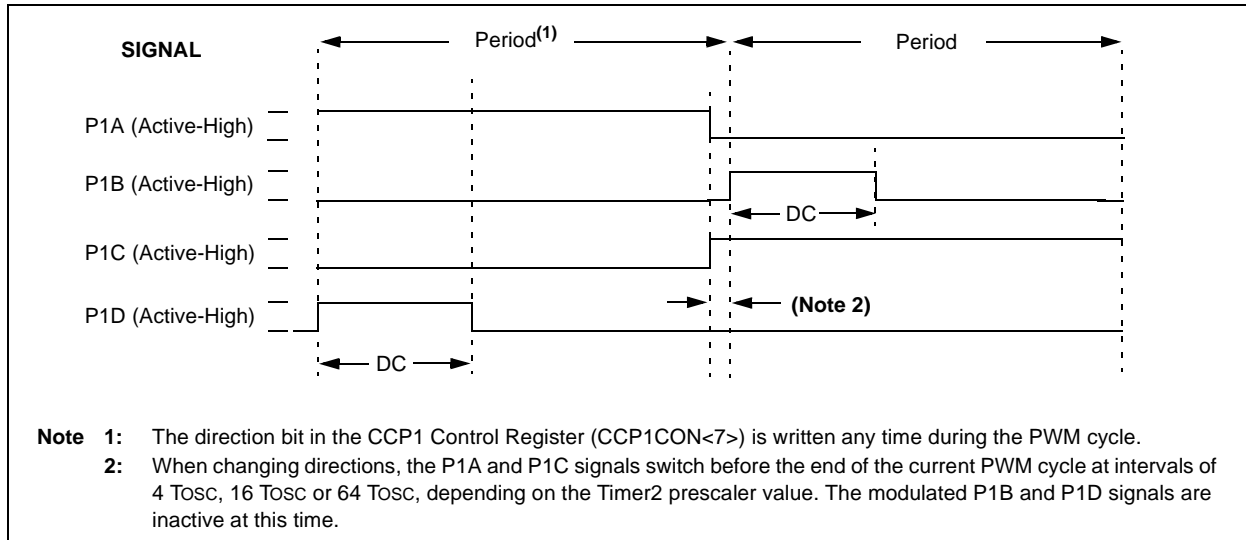 SIGNAL
Period(1)
Period
P1A (Active-High)
P1B (Active-High)
DC
P1C (Active-High)
(Note 2)
P1D (Active-High)
DC
Note 1: The direction bit in the CCP1 Control Register (CCP1CON<7>) is written any time during the PWM cycle.
2: When changing directions, the P1A and P1C signals switch before the end of the current PWM cycle at intervals of
4 TOSC, 16 TOSC or 64 TOSC, depending on the Timer2 prescaler value. The modulated P1B and P1D signals are
inactive at this time.